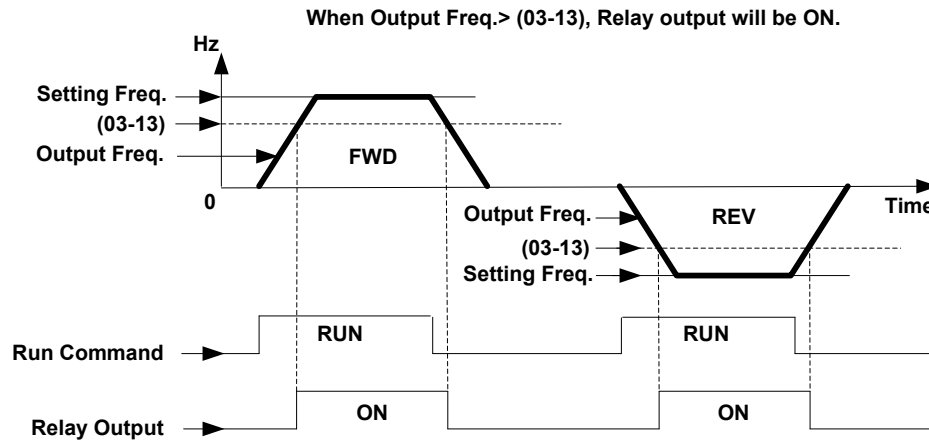 When Output Freq.> (03-13), Relay output will be ON.
Hz
Setting Freq.
(03-13)
Output Freq.
FWD
0
Time
Output Freq.
REV
(03-13)
Setting Freq.
Run Command
RUN
RUN
Relay Output
ON
ON